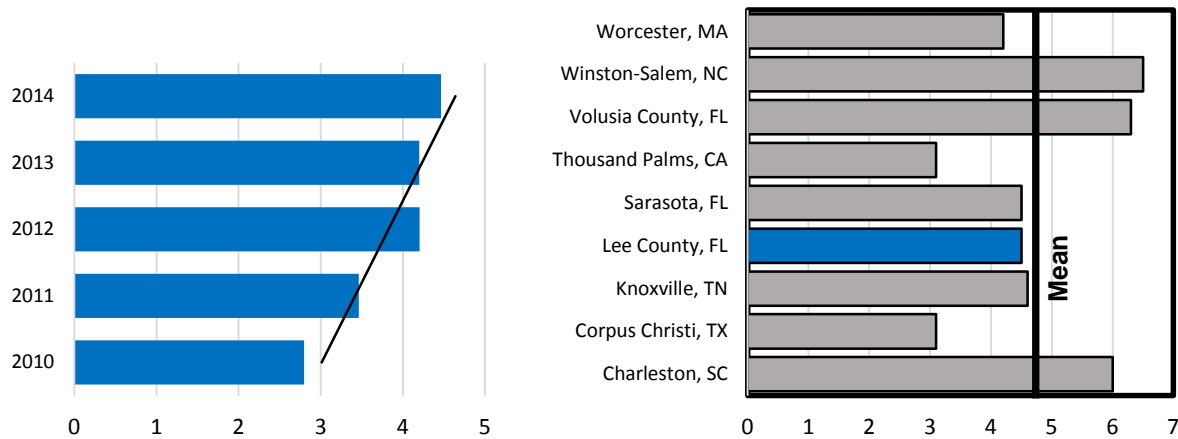 2014
2013
2012
2011
2010
0 1 2 3 4 5
Worcester, MA
Winston-Salem, NC
Volusia County, FL
Thousand Palms, CA
Sarasota, FL
Lee County, FL
Knoxville, TN
Corpus Christi, TX
Charleston, SC
Mean
0 1 2 3 4 5 6 7